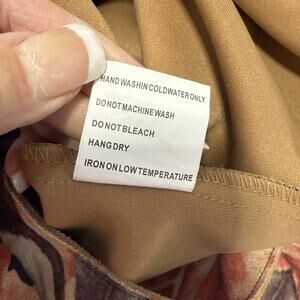 HAND WASH IN COLD WATER ONLY
DO NOT MACHINE WASH
DO NOT BLEACH
HANG DRY
IRON ON LOW TEMPERATURE